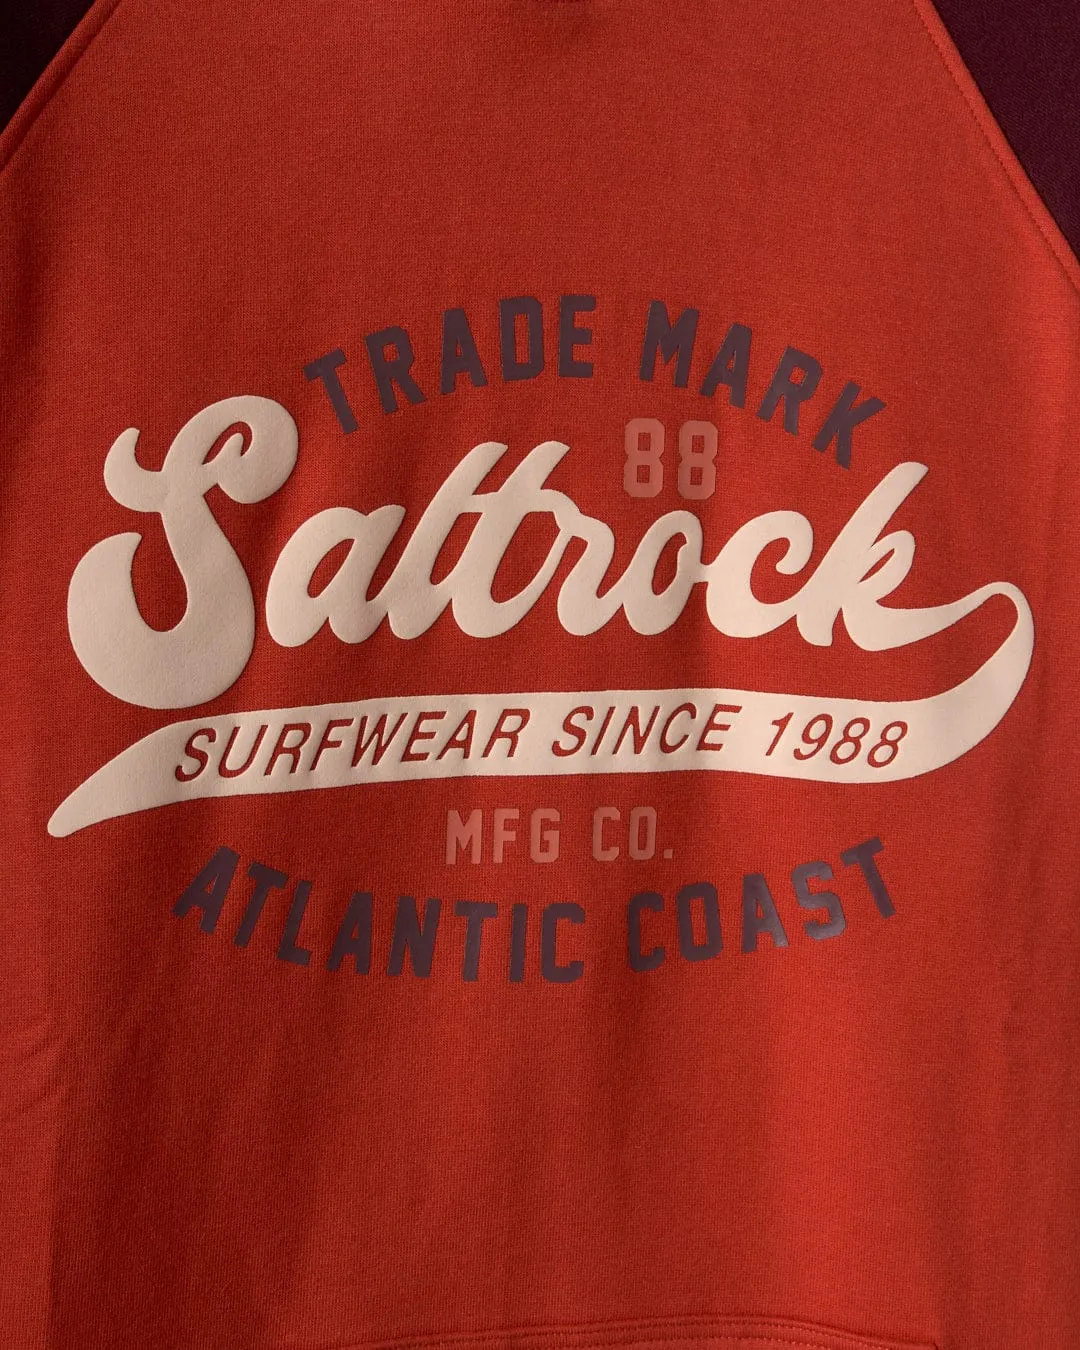 TRADE MARK
88
Saltrock
SURFWEAR SINCE 1988
MFG CO.
ATLANTIC COAST